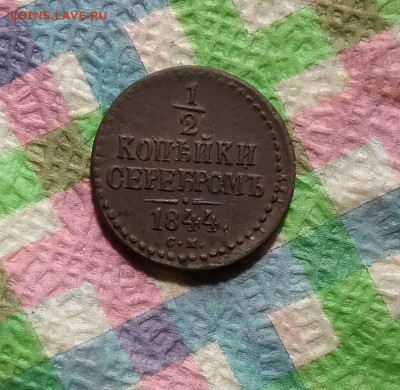 COINS.LAVE.RU
1
2
КОПѢЙКИ
СЕРЕБРОМЪ
1844.
С.М.